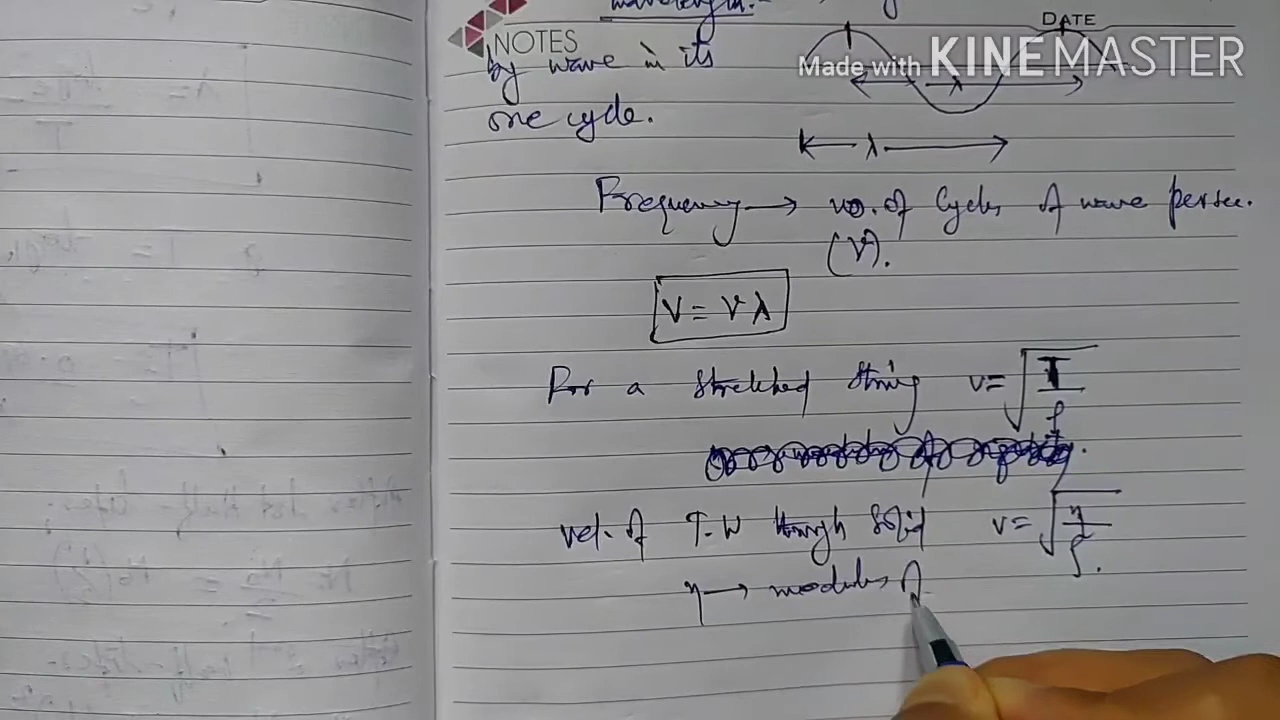 wavelength.-
DATE
NOTES
Made with KINEMASTER
by wave in its
one cycle.
λ
λ
Frequency → no. of Cycles of wave per sec.
(ν).
V = ν λ
For a stretched string v = √T/ρ
vel. of T.W through Solid v = √η/ρ.
η → modulus of